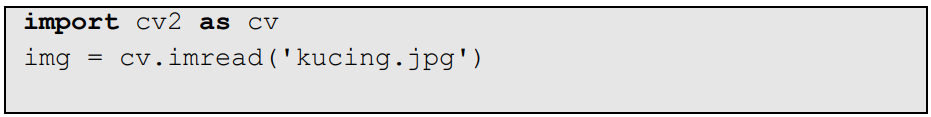 import cv2 as cv
img = cv.imread('kucing.jpg')